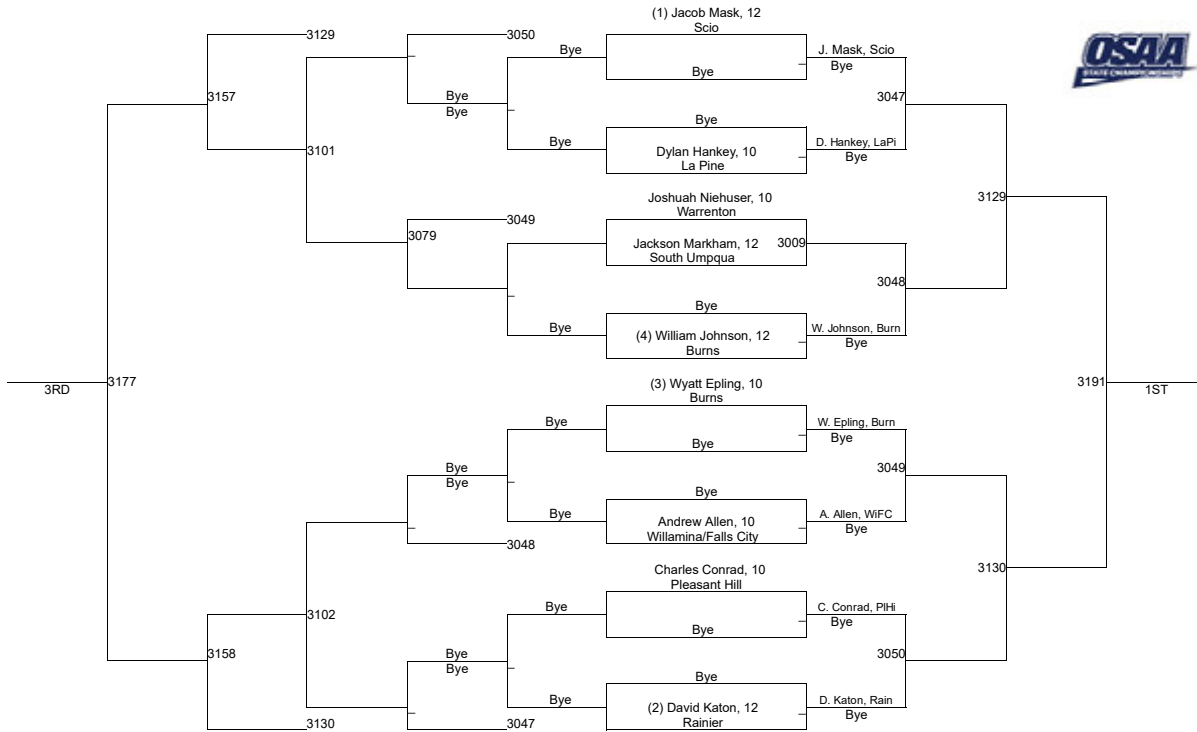 (1) Jacob Mask, 12
Scio
OSAA
STATE CHAMPIONSHIPS
3129
3050
Bye
J. Mask, Scio
Bye
Bye
3157
Bye
Bye
3047
Bye
3101
Bye
Dylan Hankey, 10
La Pine
D. Hankey, LaPi
Bye
Joshuah Niehuser, 10
Warrenton
3129
3049
3079
Jackson Markham, 12
South Umpqua
3009
3048
Bye
Bye
(4) William Johnson, 12
Burns
W. Johnson, Burn
Bye
3RD
3177
(3) Wyatt Epling, 10
Burns
3191
1ST
Bye
W. Epling, Burn
Bye
Bye
Bye
Bye
3049
Bye
Bye
Andrew Allen, 10
Willamina/Falls City
A. Allen, WiFC
Bye
3048
Charles Conrad, 10
Pleasant Hill
3130
3102
Bye
C. Conrad, PlHi
Bye
Bye
3158
Bye
Bye
3050
Bye
Bye
(2) David Katon, 12
Rainier
D. Katon, Rain
Bye
3130
3047